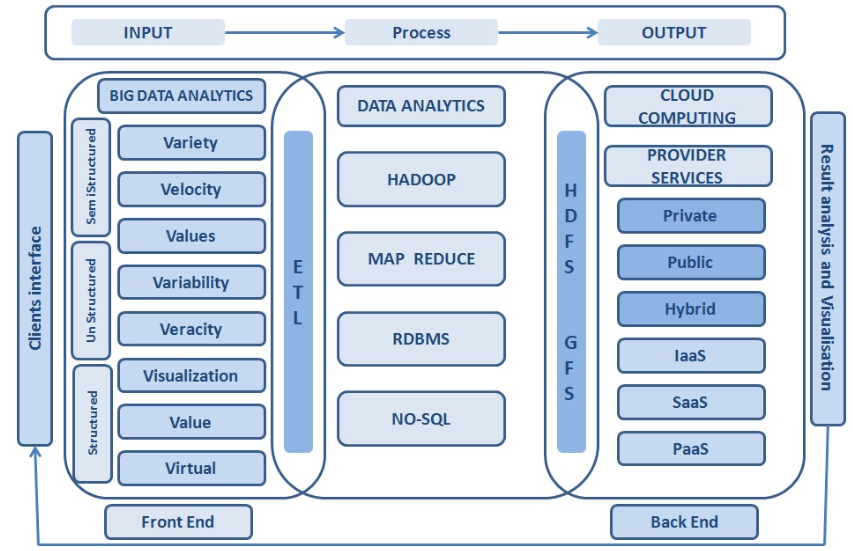 INPUT
Process
OUTPUT
Clients interface
BIG DATA ANALYTICS
Sem iStructured
Un Structured
Structured
Variety
Velocity
Values
Variability
Veracity
Visualization
Value
Virtual
Front End
E
T
L
DATA ANALYTICS
HADOOP
MAP REDUCE
RDBMS
NO-SQL
H
D
F
S
G
F
S
CLOUD
COMPUTING
PROVIDER
SERVICES
Private
Public
Hybrid
IaaS
SaaS
PaaS
Back End
Result analysis and Visualisation